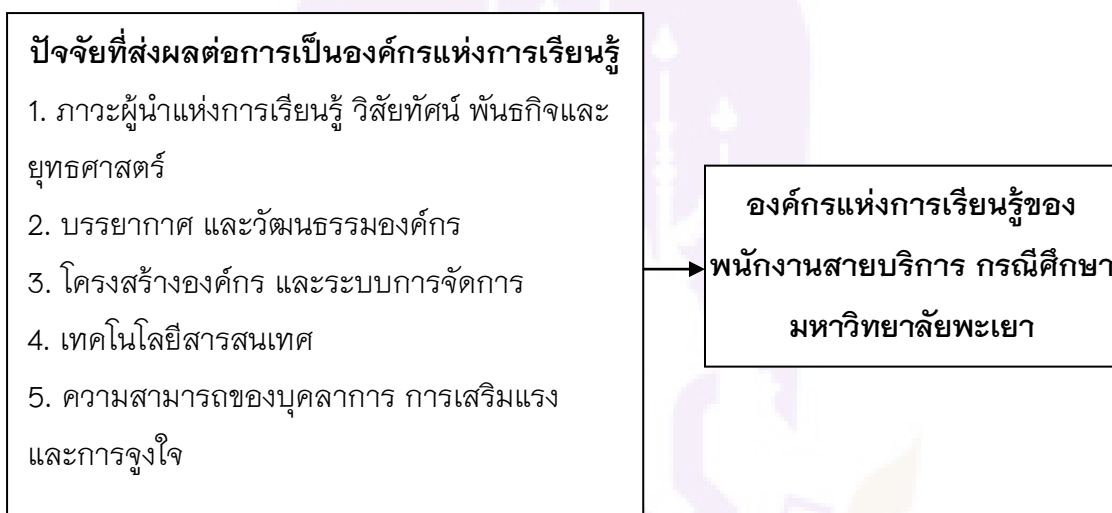 ปัจจัยที่ส่งผลต่อการเป็นองค์กรแห่งการเรียนรู้
1. ภาวะผู้นำแห่งการเรียนรู้ วิสัยทัศน์ พันธกิจและ
ยุทธศาสตร์
2. บรรยากาศ และวัฒนธรรมองค์กร
3. โครงสร้างองค์กร และระบบการจัดการ
4. เทคโนโลยีสารสนเทศ
5. ความสามารถของบุคลาการ การเสริมแรง
และการจูงใจ
องค์กรแห่งการเรียนรู้ของ
พนักงานสายบริการ กรณีศึกษา
มหาวิทยาลัยพะเยา